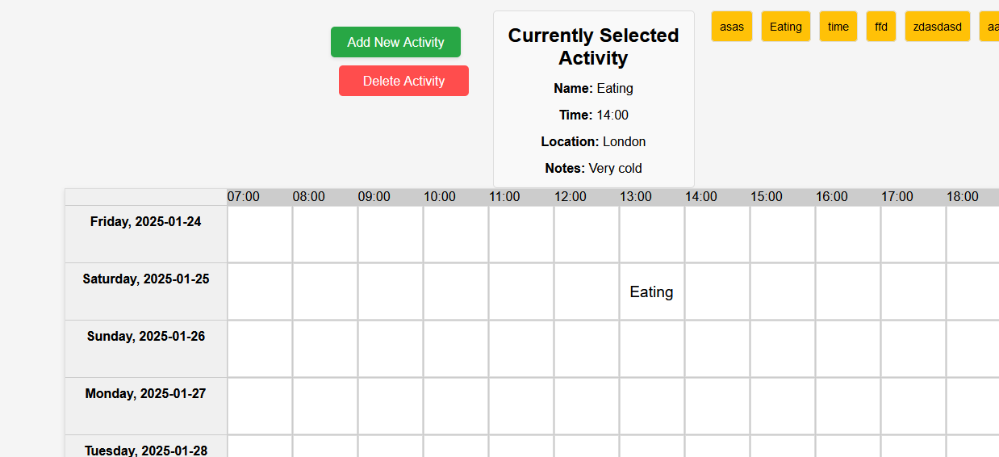 Add New Activity
Delete Activity
Currently Selected
Activity
Name: Eating
Time: 14:00
Location: London
Notes: Very cold
asas Eating time ffd zdasdasd
07:00 08:00 09:00 10:00 11:00 12:00 13:00 14:00 15:00 16:00 17:00 18:00
Friday, 2025-01-24
Saturday, 2025-01-25
Eating
Sunday, 2025-01-26
Monday, 2025-01-27
Tuesday, 2025-01-28